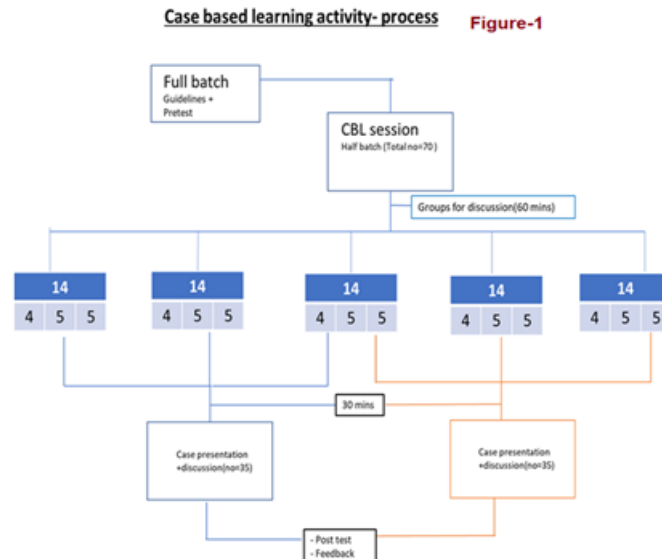 Case based learning activity- process
Figure-1
Full batch
Guidelines +
Pretest
CBL session
Half batch (Total no=70 )
Groups for discussion(60 mins)
14
14
14
14
14
4 5 5
4 5 5
4 5 5
4 5 5
4 5 5
30 mins
Case presentation
+discussion(no=35)
Case presentation
+discussion(no=35)
- Post test
- Feedback